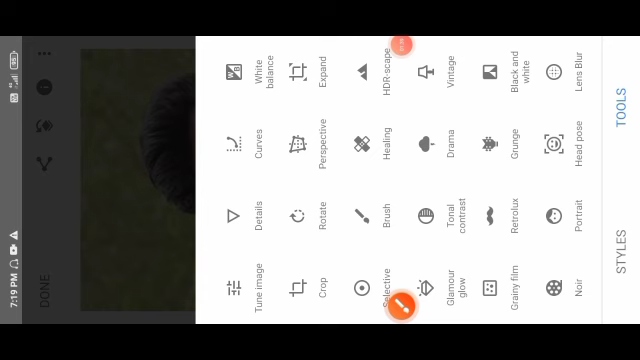 7:19 PM
95
DONE
STYLES
TOOLS
Tune image
Details
Curves
White
balance
Crop
Rotate
Perspective
Expand
Selective
Brush
Healing
HDR-scape
Glamour
glow
Tonal
contrast
Drama
Vintage
Grainy film
Retrolux
Grunge
Black and
white
Noir
Portrait
Head pose
Lens Blur